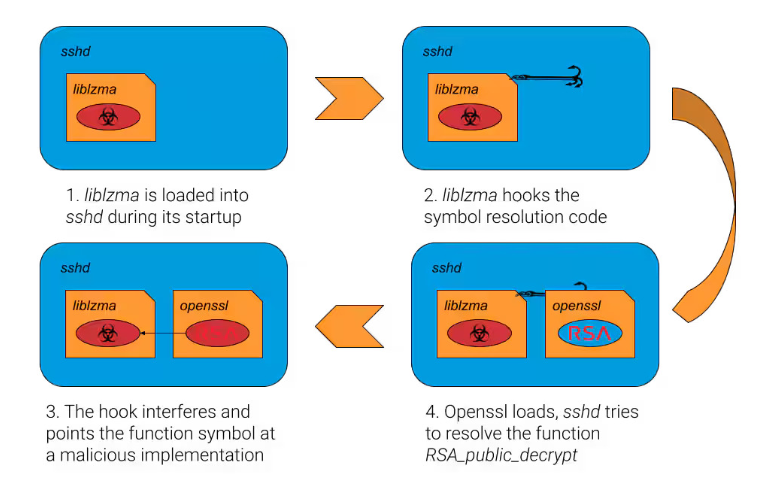 sshd
liblzma
sshd
liblzma
1. liblzma is loaded into
sshd during its startup
2. liblzma hooks the
symbol resolution code
sshd
liblzma
openssl
sshd
liblzma
openssl
RSA
3. The hook interferes and
points the function symbol at
a malicious implementation
4. Openssl loads, sshd tries
to resolve the function
RSA_public_decrypt